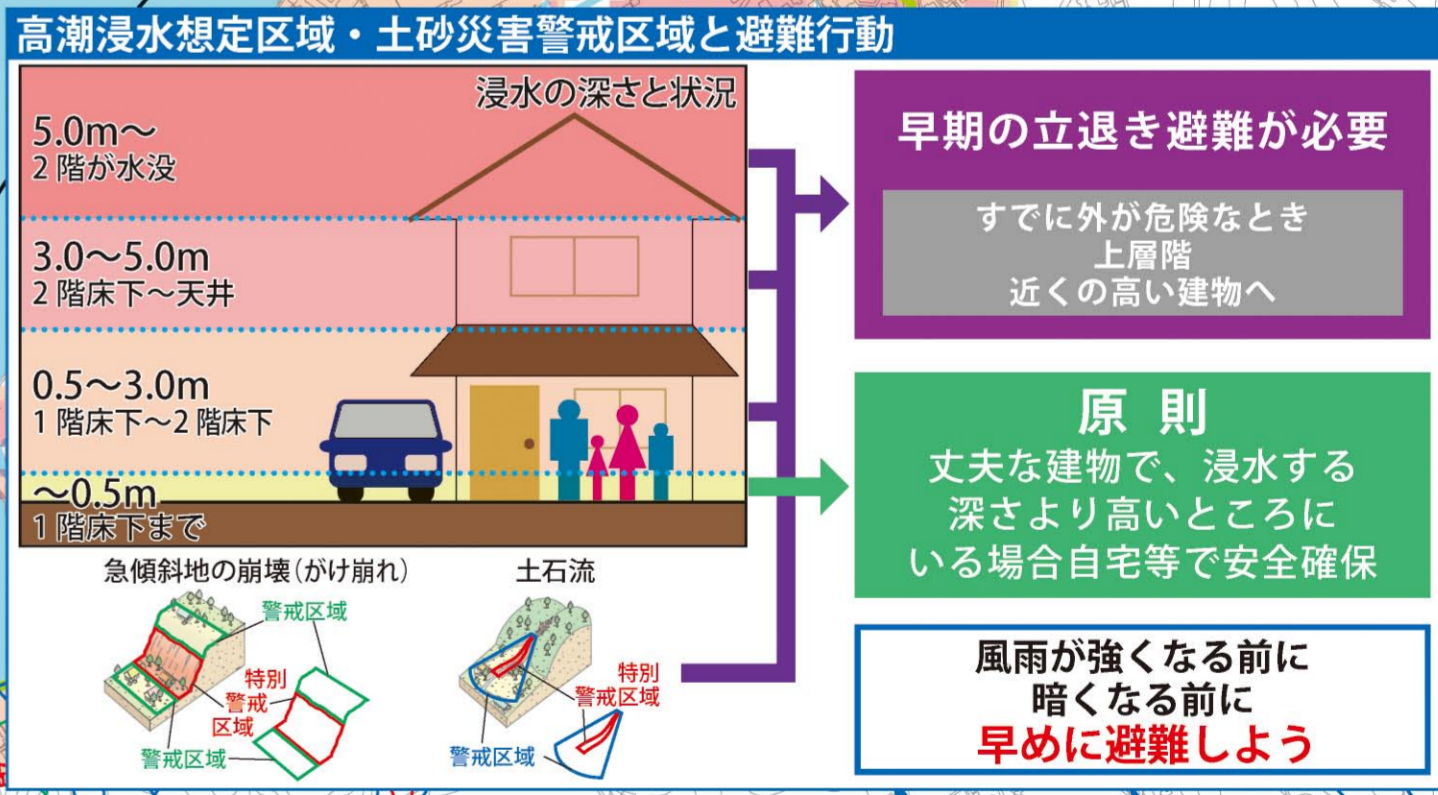 高潮浸水想定区域・土砂災害警戒区域と避難行動
浸水の深さと状況
5.0m～
2階が水没
3.0～5.0m
2階床下～天井
0.5～3.0m
1階床下～2階床下
～0.5m
1階床下まで
早期の立退き避難が必要
すでに外が危険なとき
上層階
近くの高い建物へ
原則
丈夫な建物で、浸水する
深さより高いところに
いる場合自宅等で安全確保
急傾斜地の崩壊(がけ崩れ)
警戒区域
特別
警戒
区域
警戒区域
土石流
特別
警戒区域
警戒区域
風雨が強くなる前に
暗くなる前に
早めに避難しよう